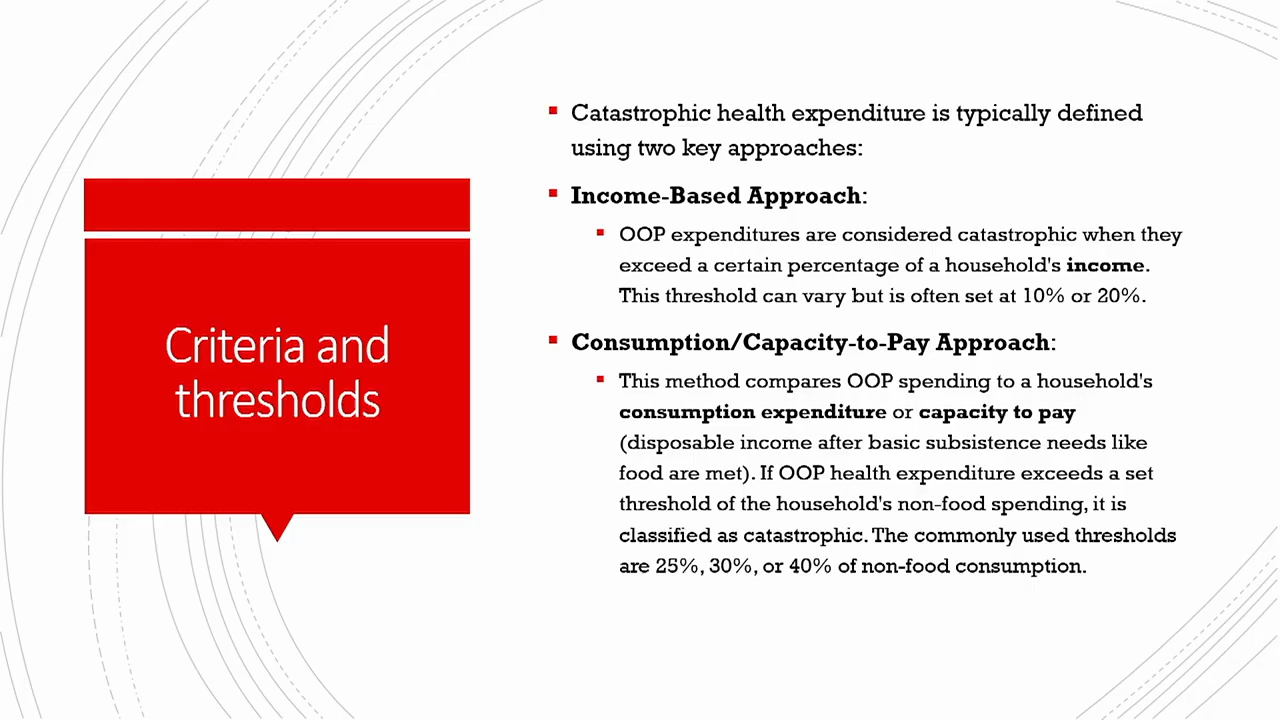 Criteria and
thresholds
Catastrophic health expenditure is typically defined
using two key approaches:
Income-Based Approach:
OOP expenditures are considered catastrophic when they
exceed a certain percentage of a household's income.
This threshold can vary but is often set at 10% or 20%.
Consumption/Capacity-to-Pay Approach:
This method compares OOP spending to a household's
consumption expenditure or capacity to pay
(disposable income after basic subsistence needs like
food are met). If OOP health expenditure exceeds a set
threshold of the household's non-food spending, it is
classified as catastrophic. The commonly used thresholds
are 25%, 30%, or 40% of non-food consumption.